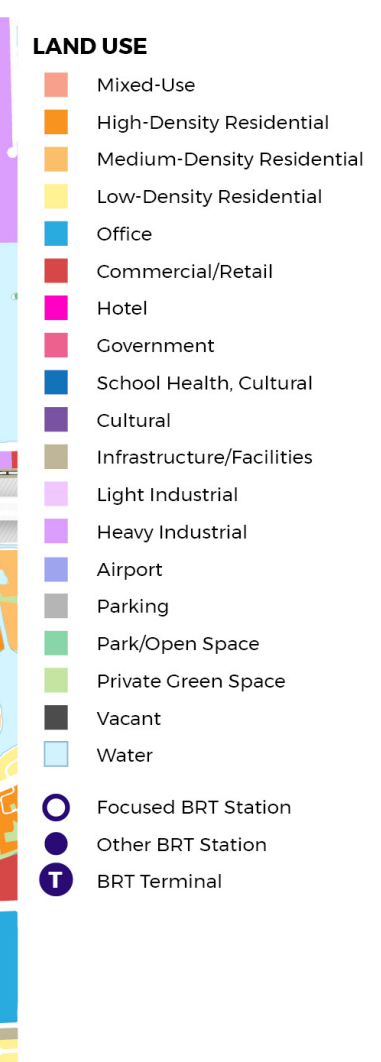 LAND USE
Mixed-Use
High-Density Residential
Medium-Density Residential
Low-Density Residential
Office
Commercial/Retail
Hotel
Government
School Health, Cultural
Cultural
Infrastructure/Facilities
Light Industrial
Heavy Industrial
Airport
Parking
Park/Open Space
Private Green Space
Vacant
Water
Focused BRT Station
Other BRT Station
T BRT Terminal